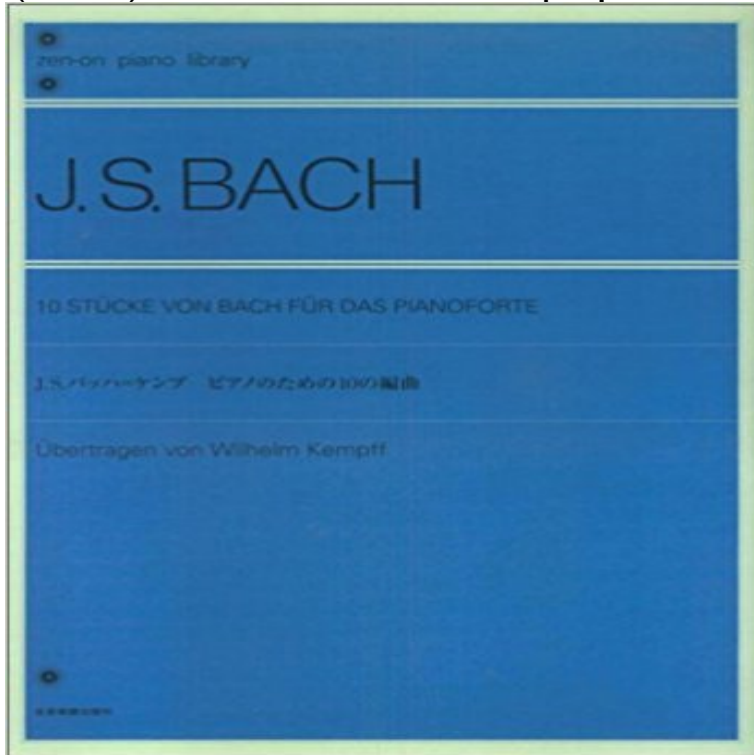 zen-on piano library
J.S. BACH
10 STÜCKE VON BACH FÜR DAS PIANOFORTE
J.S.バッハ=ケンプ ピアノのための10の編曲
Übertragen von Wilhelm Kempff